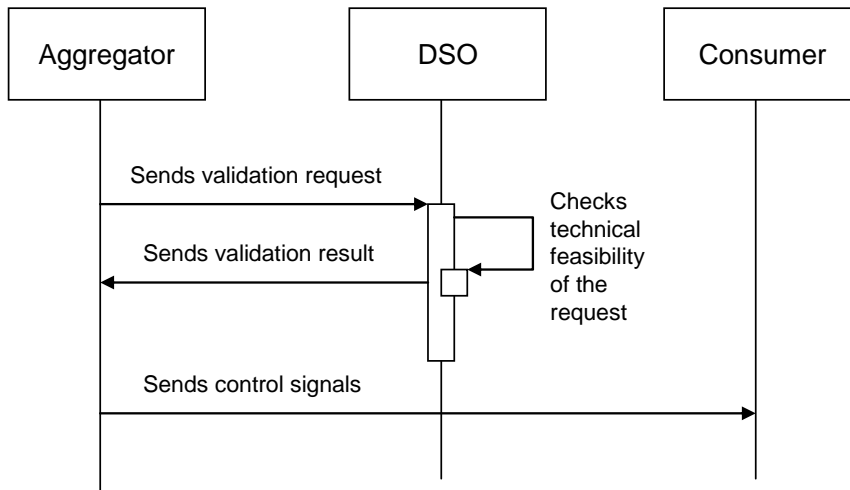 Aggregator
DSO
Consumer
Sends validation request
Checks
technical
feasibility
of the
request
Sends validation result
Sends control signals